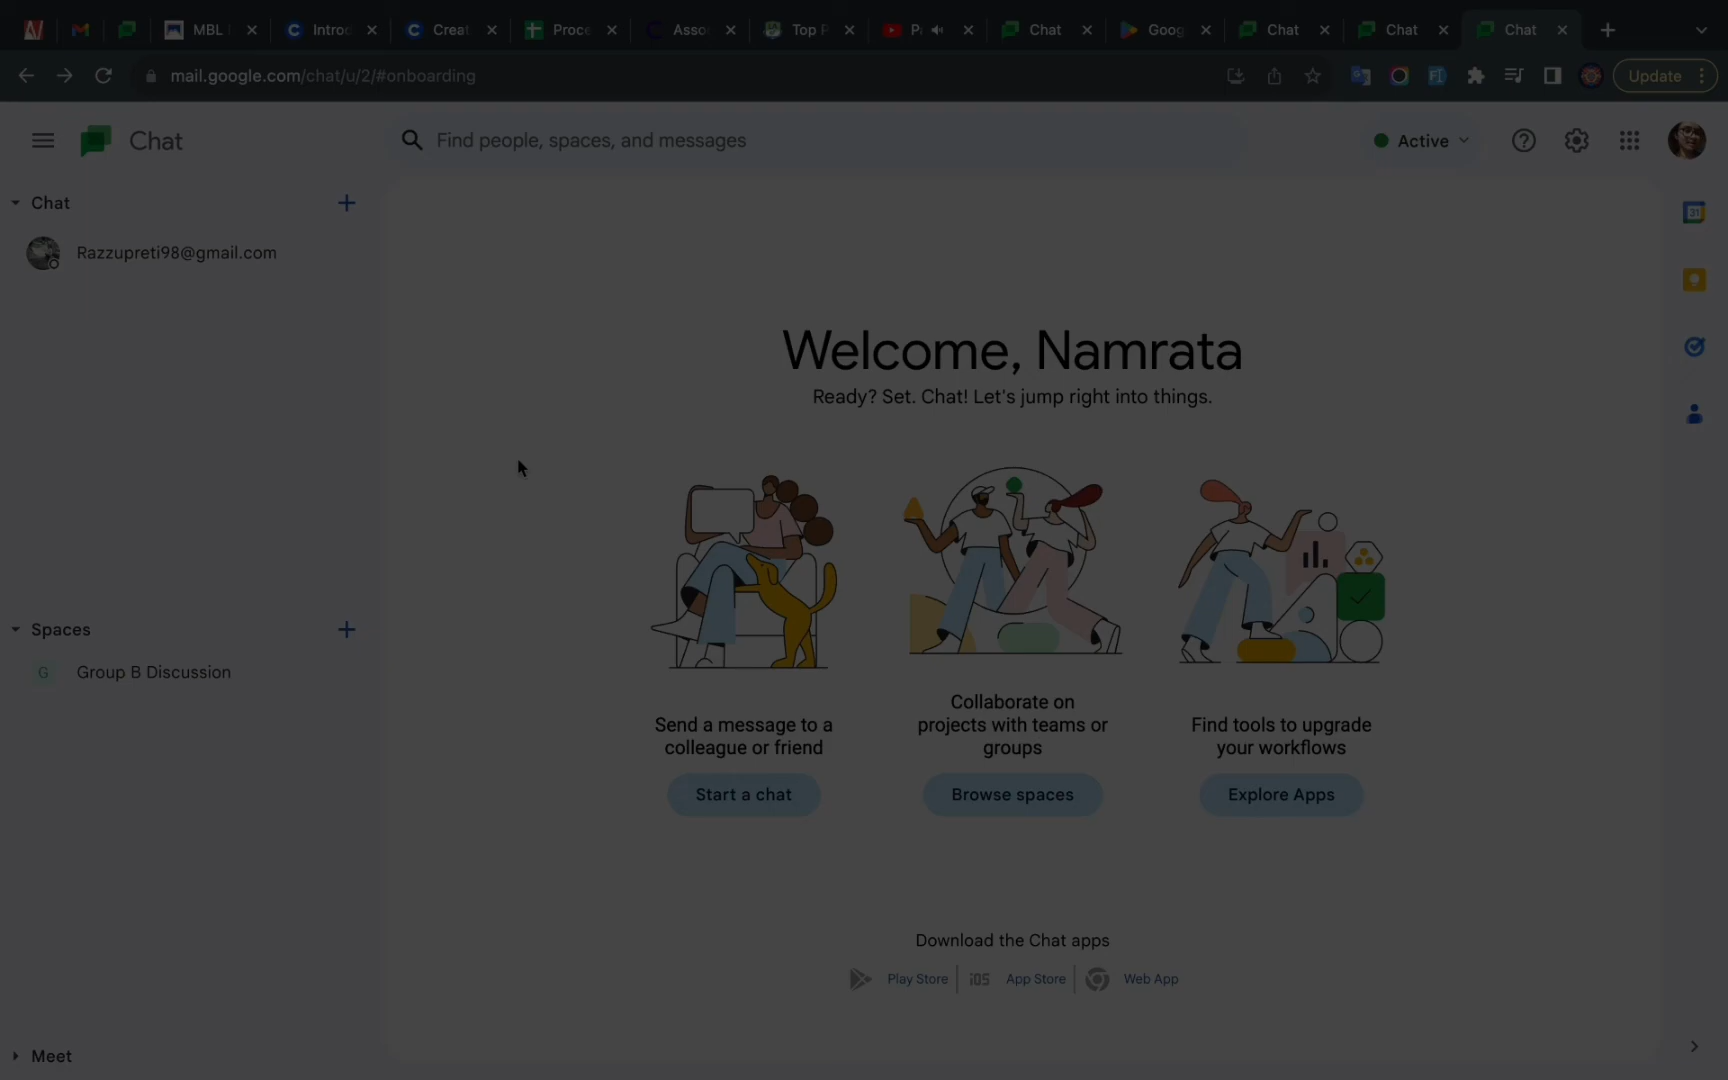 MBL
Introd
Creat
Proce
Assoc
Top P
Pi
Chat
Goog
Chat
Chat
Chat
mail.google.com/chat/u/2/#onboarding
Update
Chat
Find people, spaces, and messages
Active
Chat
31
Razzupreti98@gmail.com
Welcome, Namrata
Ready? Set. Chat! Let's jump right into things.
Spaces
G Group B Discussion
Send a message to a
colleague or friend
Collaborate on
projects with teams or
groups
Find tools to upgrade
your workflows
Start a chat
Browse spaces
Explore Apps
Download the Chat apps
Play Store
iOS App Store
Web App
Meet